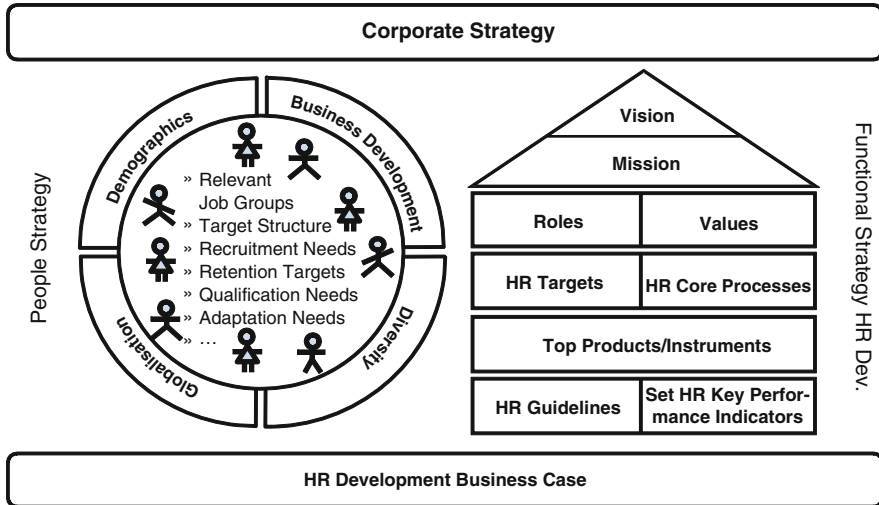 Corporate Strategy
People Strategy
Demographics
Business Development
Globalisation
Diversity
» Relevant
Job Groups
» Target Structure
» Recruitment Needs
» Retention Targets
» Qualification Needs
» Adaptation Needs
» ...
Vision
Mission
Roles
Values
HR Targets
HR Core Processes
Top Products/Instruments
HR Guidelines
Set HR Key Perfor-
mance Indicators
Functional Strategy HR Dev.
HR Development Business Case